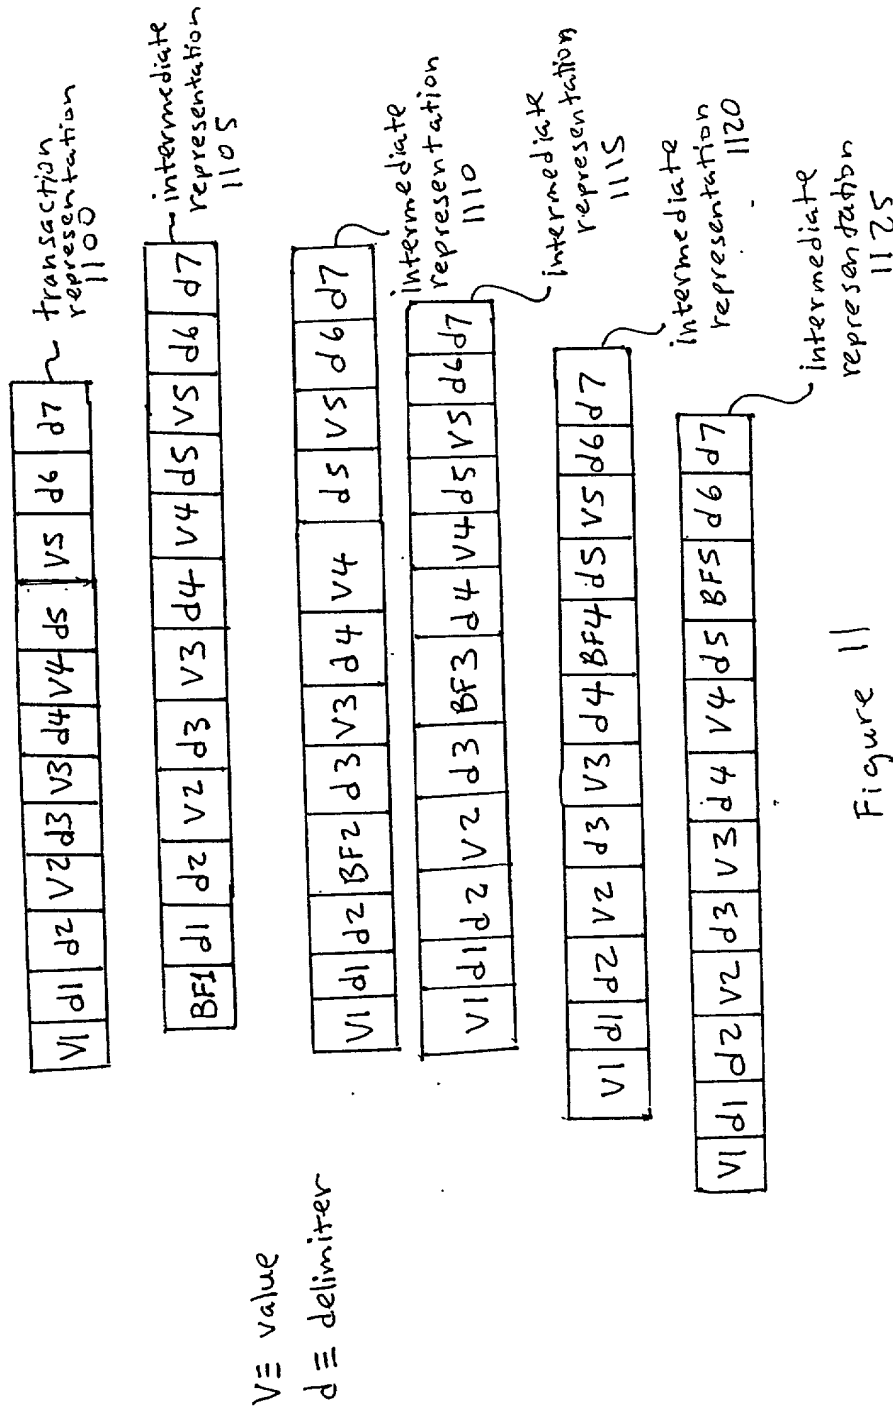 V1 d1 d2 V2 d3 V3 d4 V4 d5 V5 d6 d7
transaction
representation
1100
BF1 d1 d2 V2 d3 V3 d4 V4 d5 V5 d6 d7
intermediate
representation
1105
V1 d1 d2 BF2 d3 V3 d4 V4 d5 V5 d6 d7
intermediate
representation
1110
V1 d1 d2 V2 d3 BF3 d4 V4 d5 V5 d6 d7
intermediate
representation
1115
V1 d1 d2 V2 d3 V3 d4 BF4 d5 V5 d6 d7
intermediate
representation
1120
V1 d1 d2 V2 d3 V3 d4 V4 d5 BF5 d6 d7
intermediate
representation
1125
V ≡ value
d ≡ delimiter
Figure 11